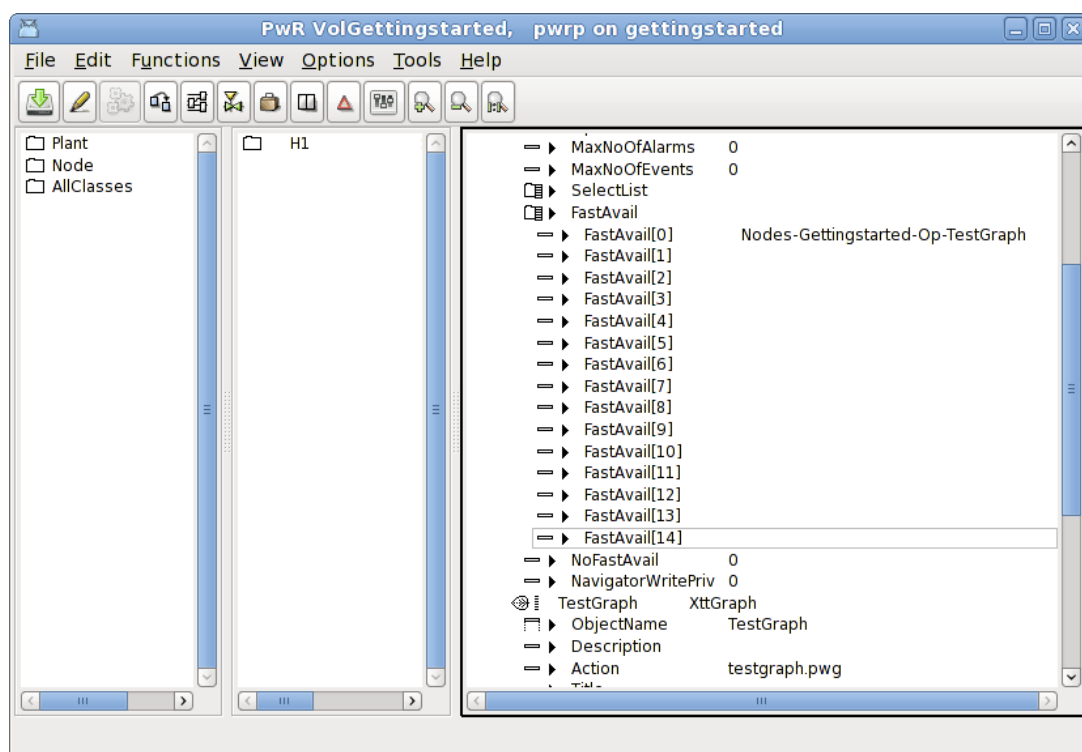 PwR VolGettingstarted, pwrp on gettingstarted
File Edit Functions View Options Tools Help
Plant
Node
AllClasses
H1
MaxNoOfAlarms 0
MaxNoOfEvents 0
SelectList
FastAvail
FastAvail[0] Nodes-Gettingstarted-Op-TestGraph
FastAvail[1]
FastAvail[2]
FastAvail[3]
FastAvail[4]
FastAvail[5]
FastAvail[6]
FastAvail[7]
FastAvail[8]
FastAvail[9]
FastAvail[10]
FastAvail[11]
FastAvail[12]
FastAvail[13]
FastAvail[14]
NoFastAvail 0
NavigatorWritePriv 0
TestGraph XttGraph
ObjectName TestGraph
Description
Action testgraph.pwg